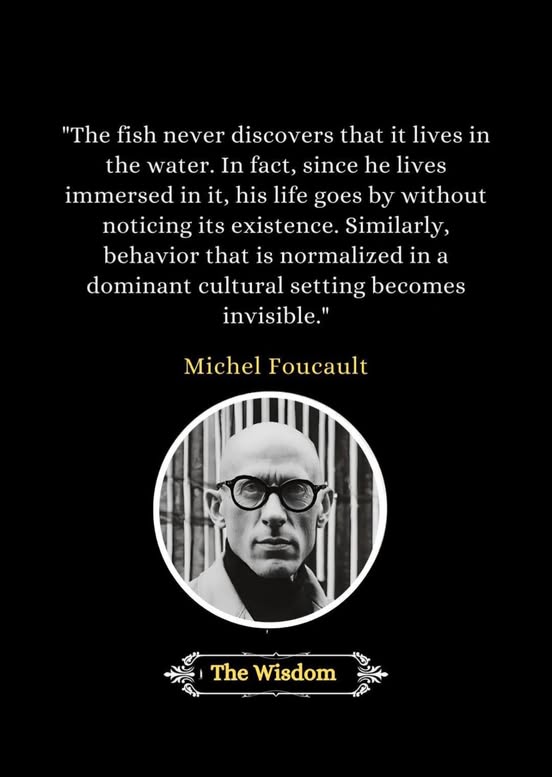 "The fish never discovers that it lives in
the water. In fact, since he lives
immersed in it, his life goes by without
noticing its existence. Similarly,
behavior that is normalized in a
dominant cultural setting becomes
invisible."
Michel Foucault
The Wisdom